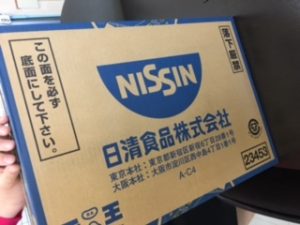 この面を必ず
底面にして下さい。
落下厳禁
NISSIN
日清食品株式会社
東京本社：東京都新宿区新宿6丁目28番1号
大阪本社：大阪市淀川区西中島4丁目1番1号
A-C4
23453
王